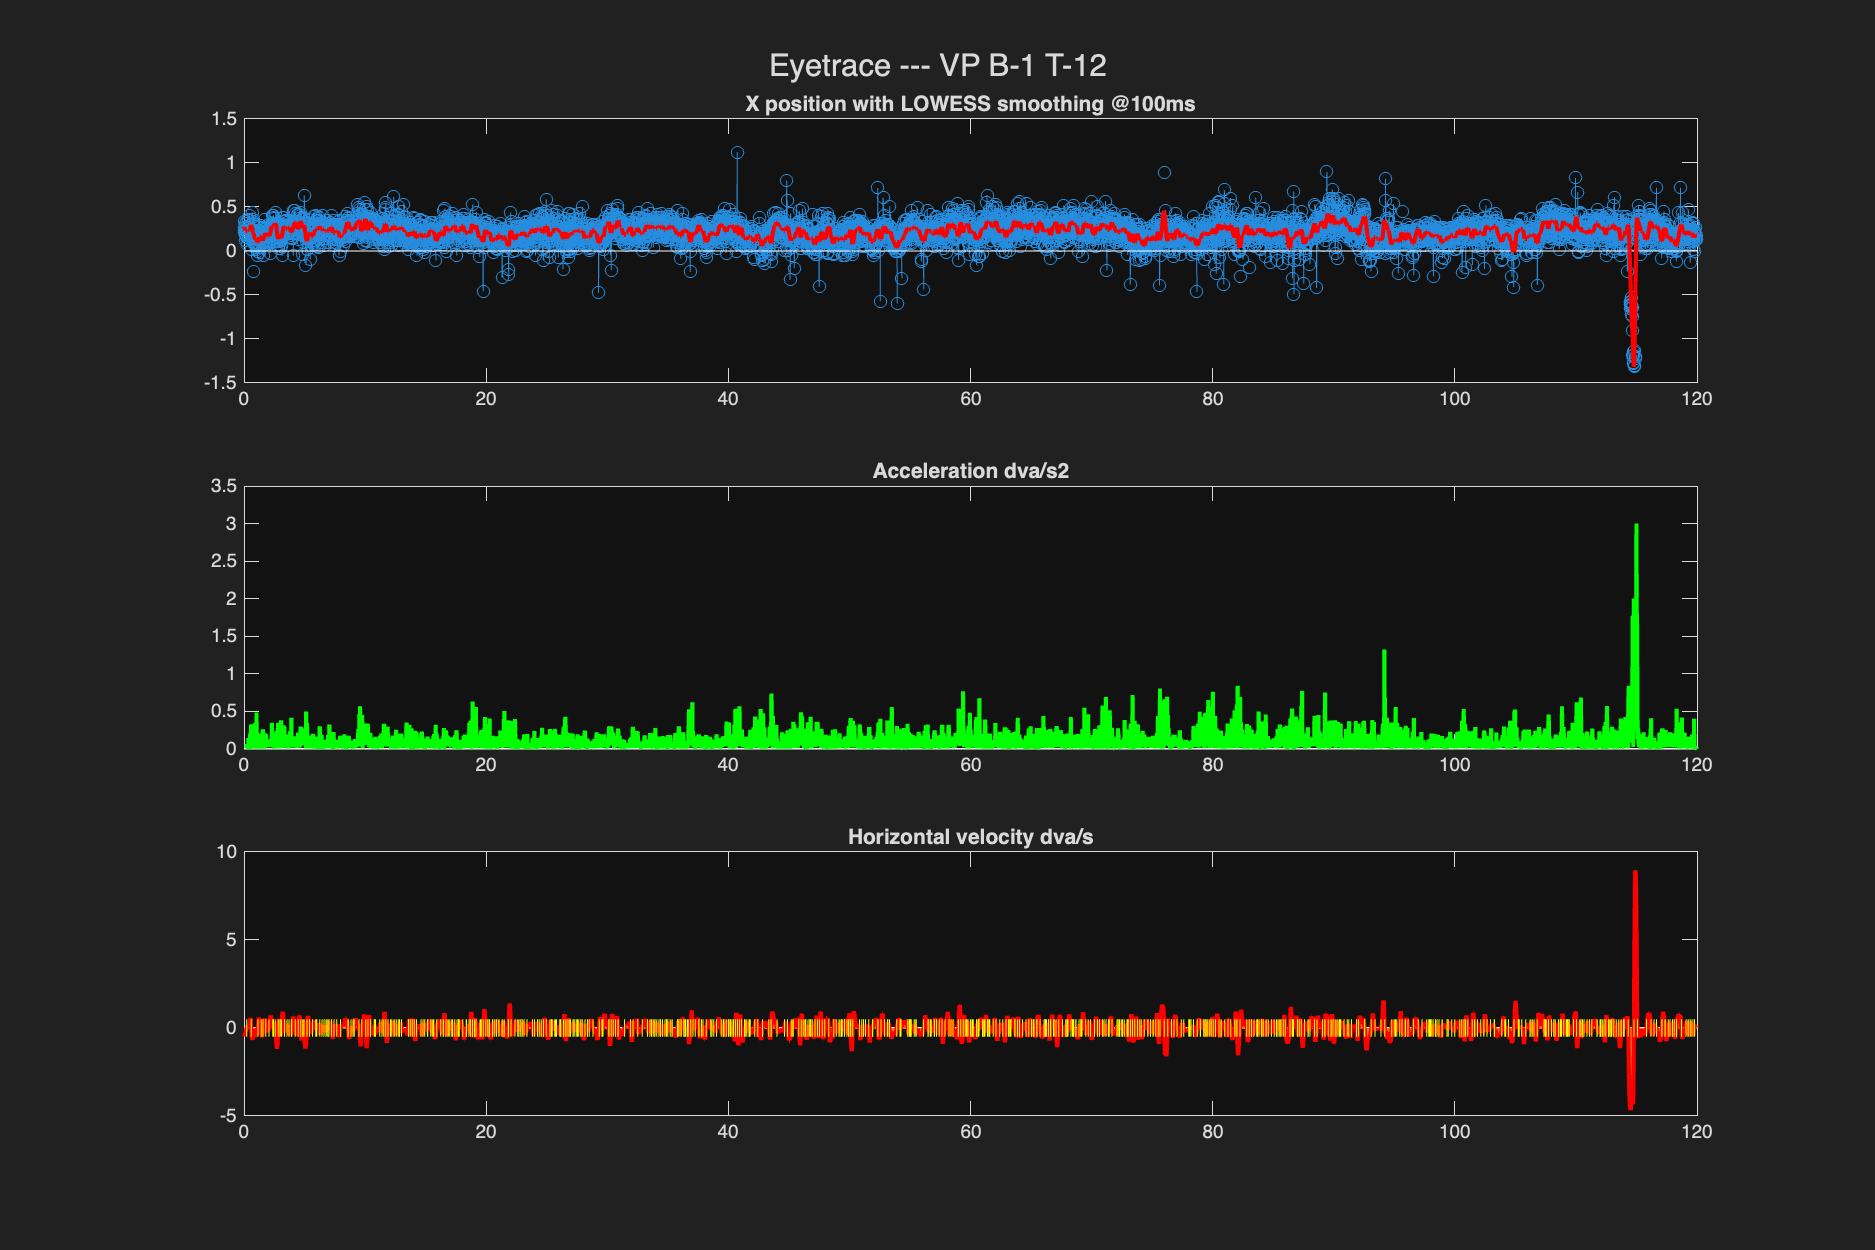 Eyetrace --- VP B-1 T-12
X position with LOWESS smoothing @100ms
1.5
1
0.5
0
-0.5
-1
-1.5
0 20 40 60 80 100 120
Acceleration dva/s2
3.5
3
2.5
2
1.5
1
0.5
0
0 20 40 60 80 100 120
Horizontal velocity dva/s
10
5
0
-5
0 20 40 60 80 100 120